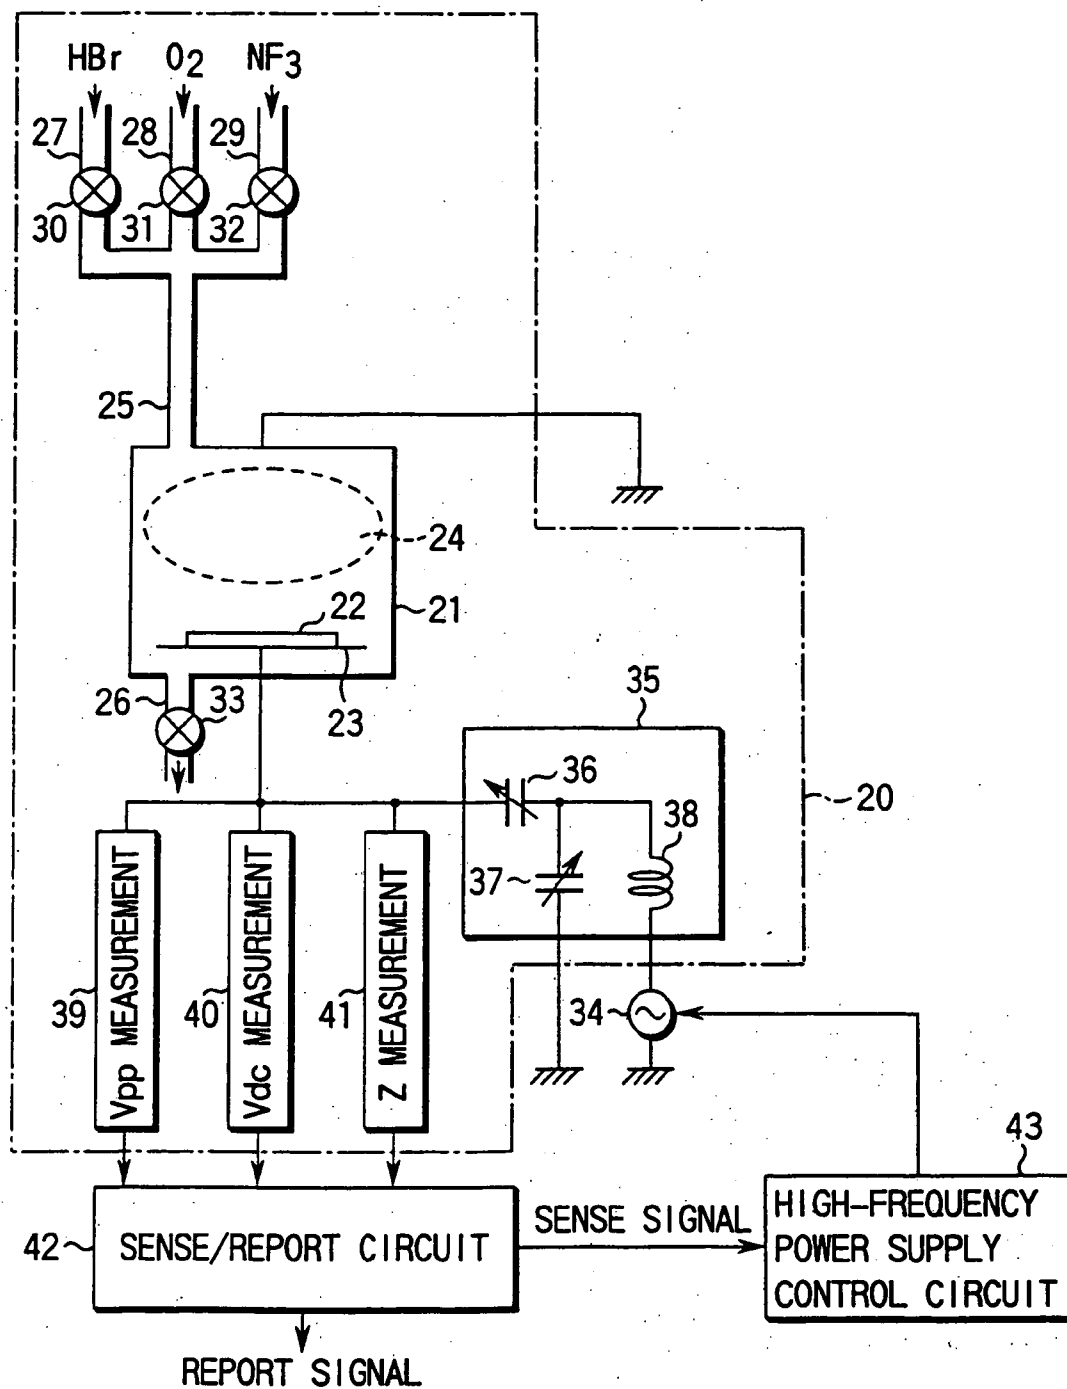 HBr O2 NF3
27 28 29
30 31 32
25
24
21
22
26 33 23
35
36
20
38
37
39 Vpp MEASUREMENT
40 Vdc MEASUREMENT
41 Z MEASUREMENT
34
43
HIGH-FREQUENCY
POWER SUPPLY
CONTROL CIRCUIT
SENSE SIGNAL
42 SENSE/REPORT CIRCUIT
REPORT SIGNAL